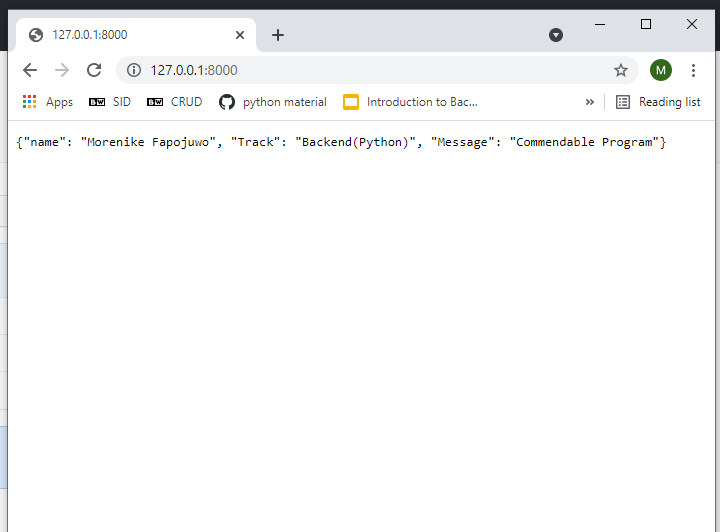 127.0.0.1:8000
127.0.0.1:8000
M
Apps SID CRUD python material Introduction to Bac... » Reading list
{"name": "Morenike Fapojuwo", "Track": "Backend(Python)", "Message": "Commendable Program"}